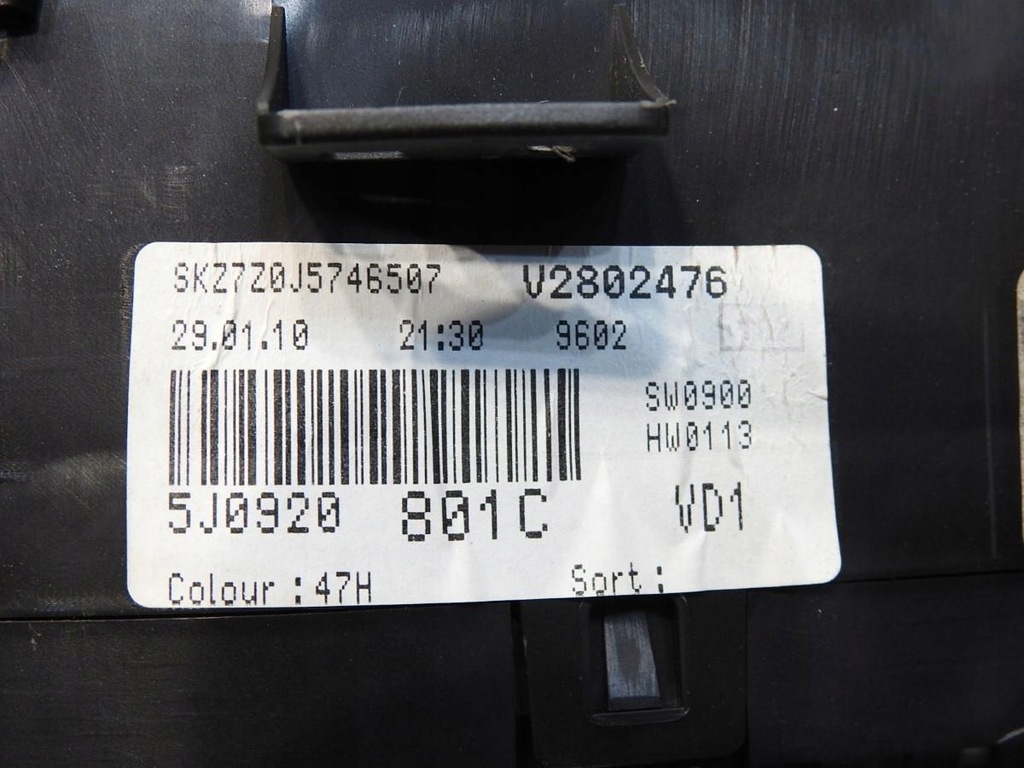 SKZ7Z0J5746507 V2802476
29.01.10 21:30 9602
SW0900
HW0113
5J0920 801C VD1
Colour : 47H Sort :